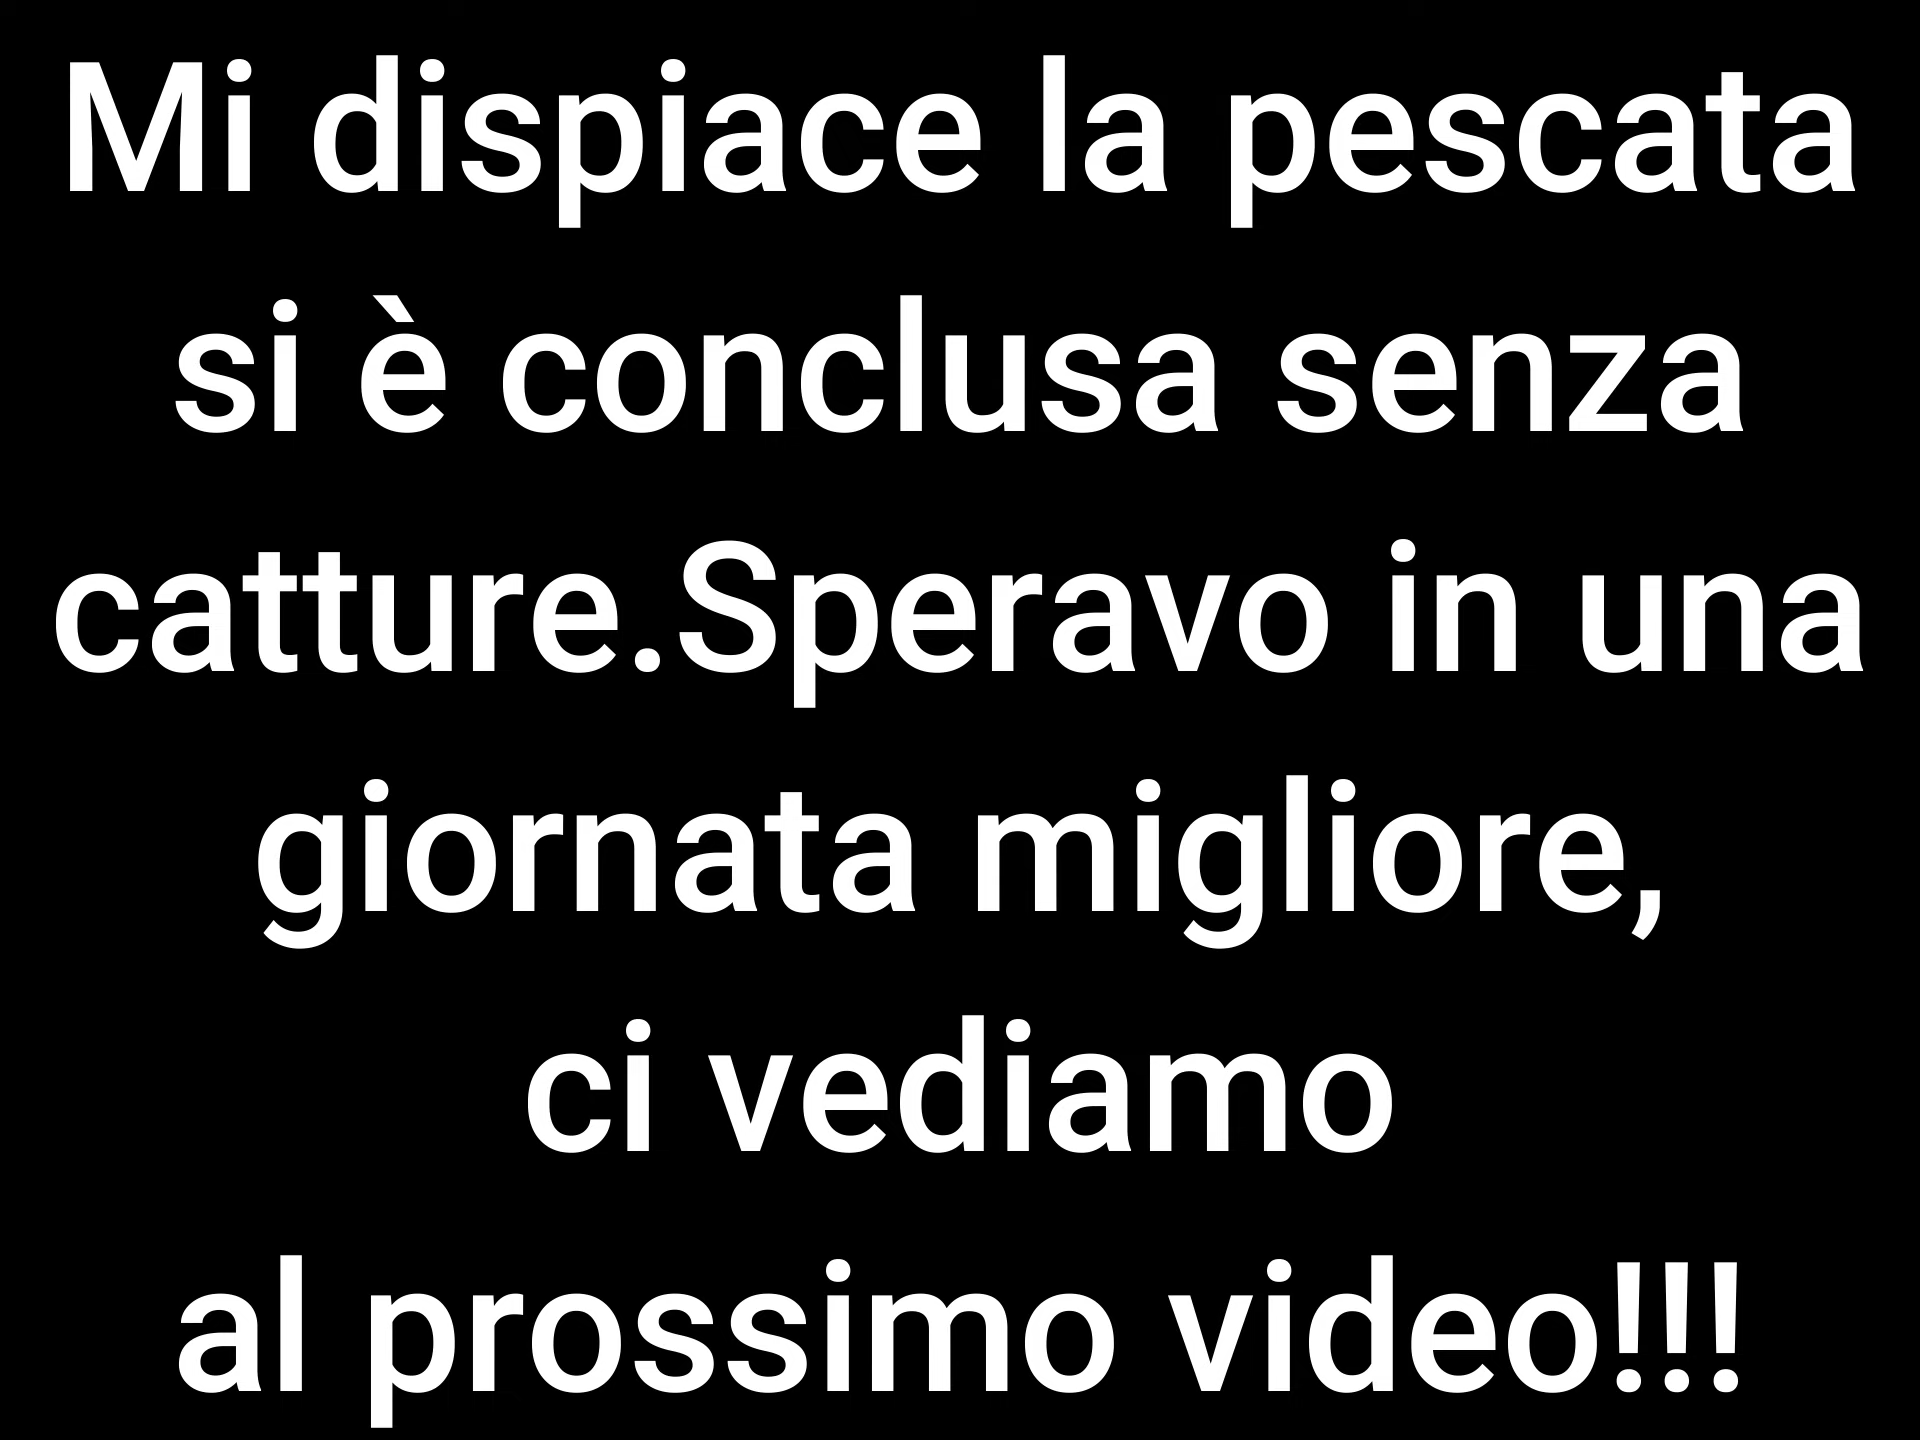 Mi dispiace la pescata
si è conclusa senza
catture.Speravo in una
giornata migliore,
ci vediamo
al prossimo video!!!